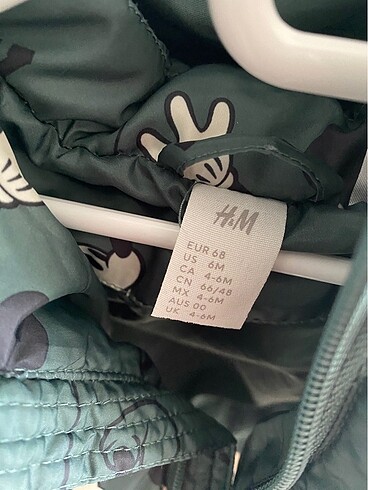 H&M
EUR 68
US 6M
CA 4-6M
CN 66/48
MX 4-6M
AUS 00
UK 4-6M